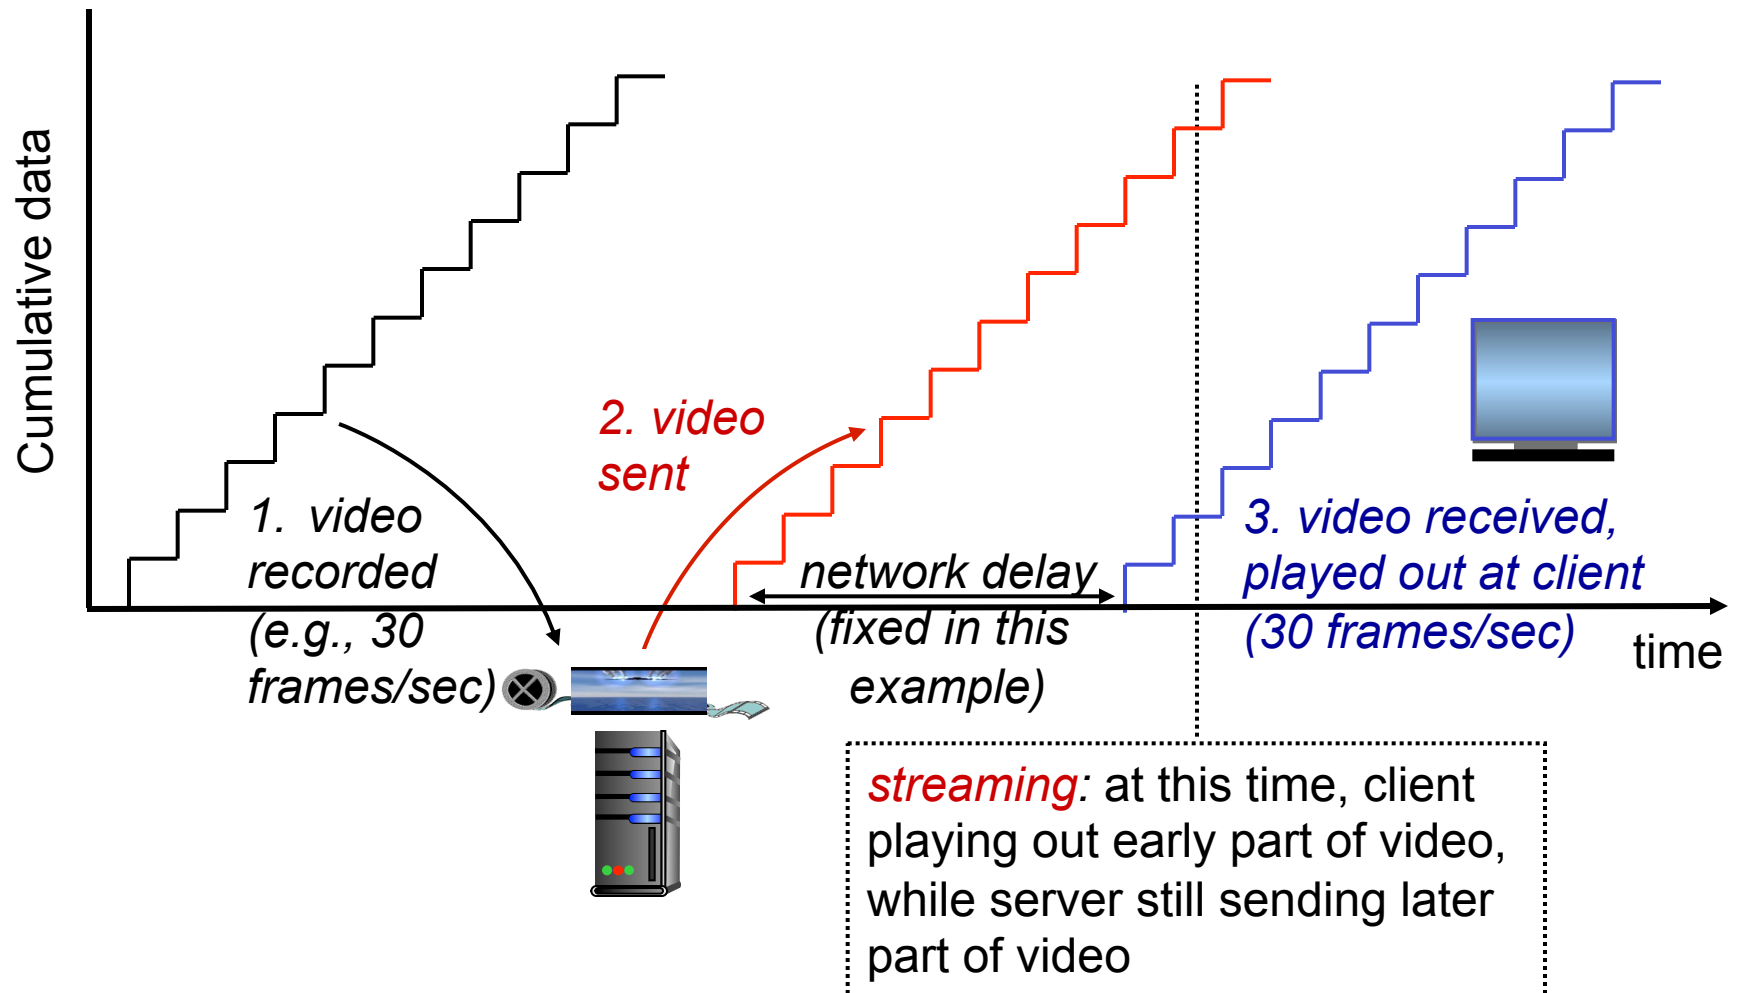 Cumulative data
1. video
recorded
(e.g., 30
frames/sec)
2. video
sent
network delay
(fixed in this
example)
3. video received,
played out at client
(30 frames/sec)
time
streaming: at this time, client
playing out early part of video,
while server still sending later
part of video